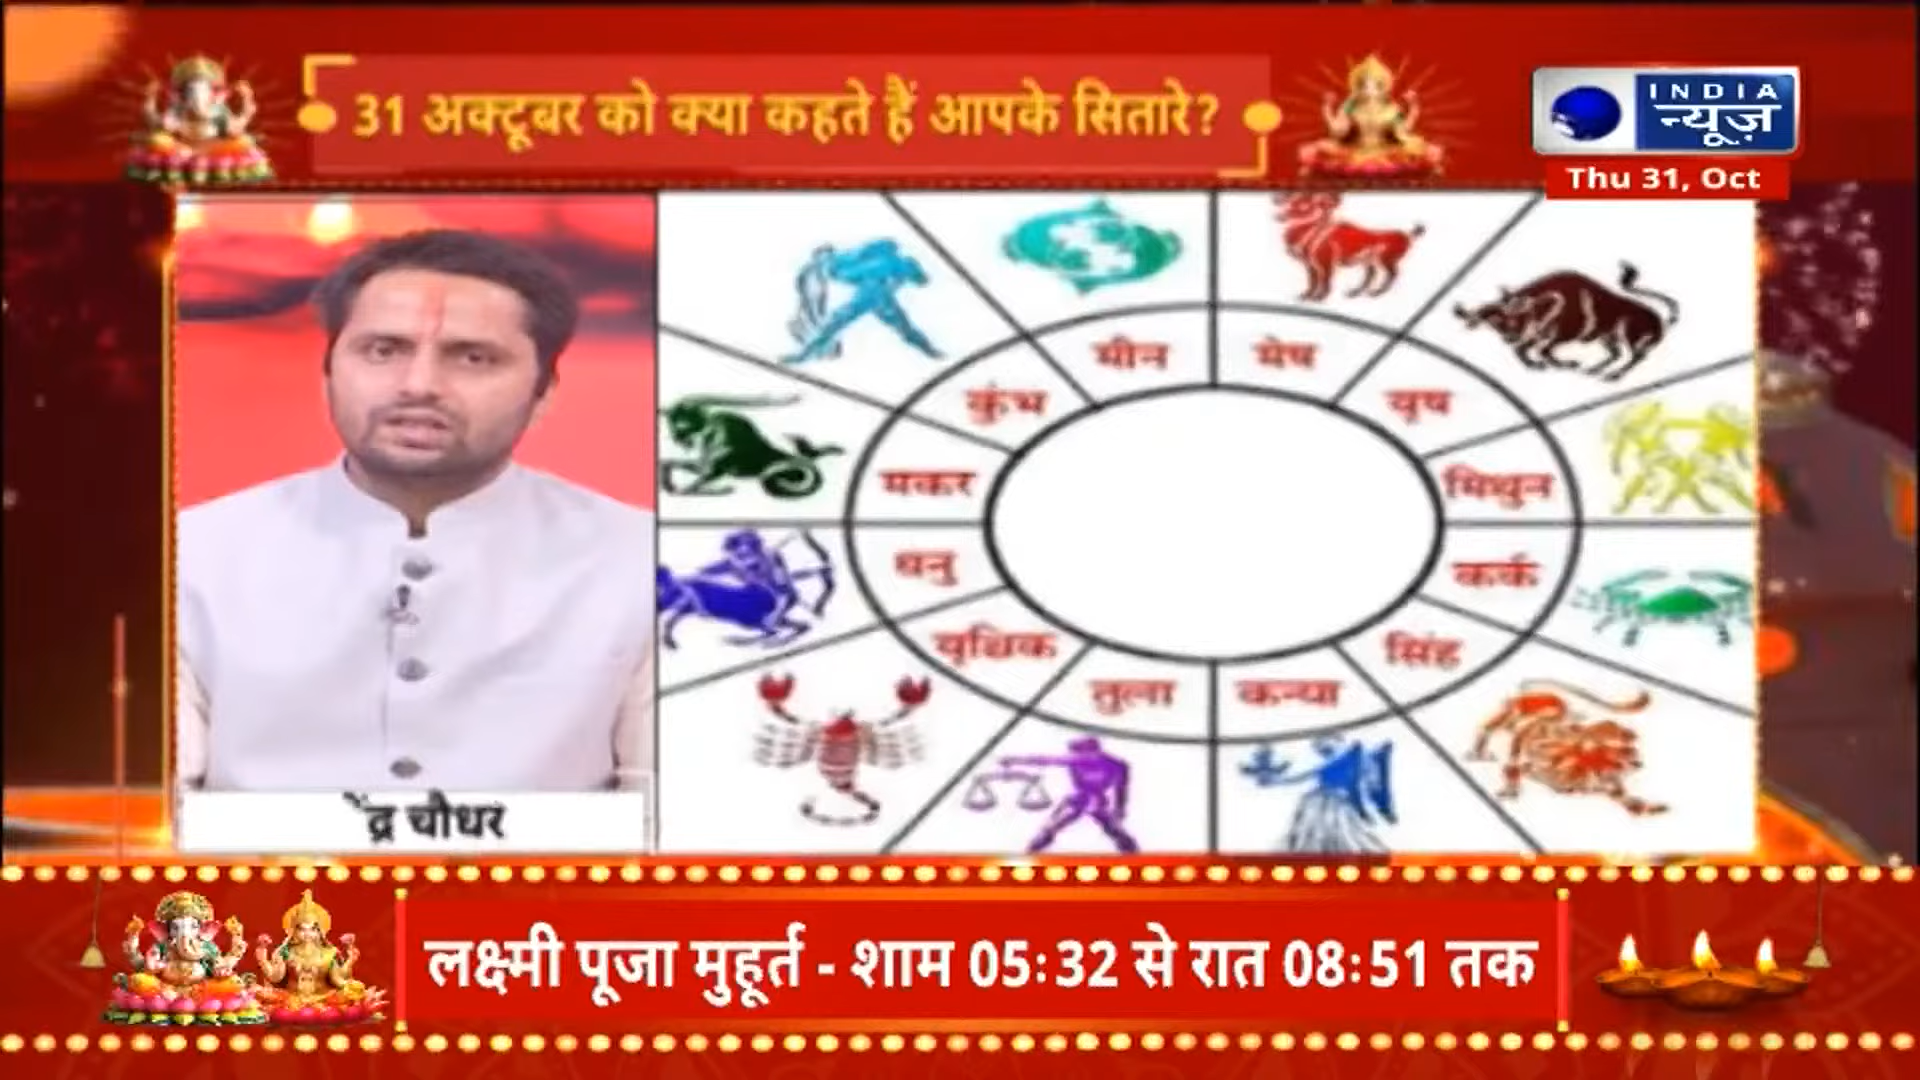 31 अक्टूबर को क्या कहते हैं आपके सितारे?
INDIA
न्यूज़
Thu 31, Oct
मीन
मेष
कुंभ
वृष
मकर
मिथुन
धनु
कर्क
वृश्चिक
सिंह
तुला
कन्या
चौधर
लक्ष्मी पूजा मुहूर्त - शाम 05:32 से रात 08:51 तक